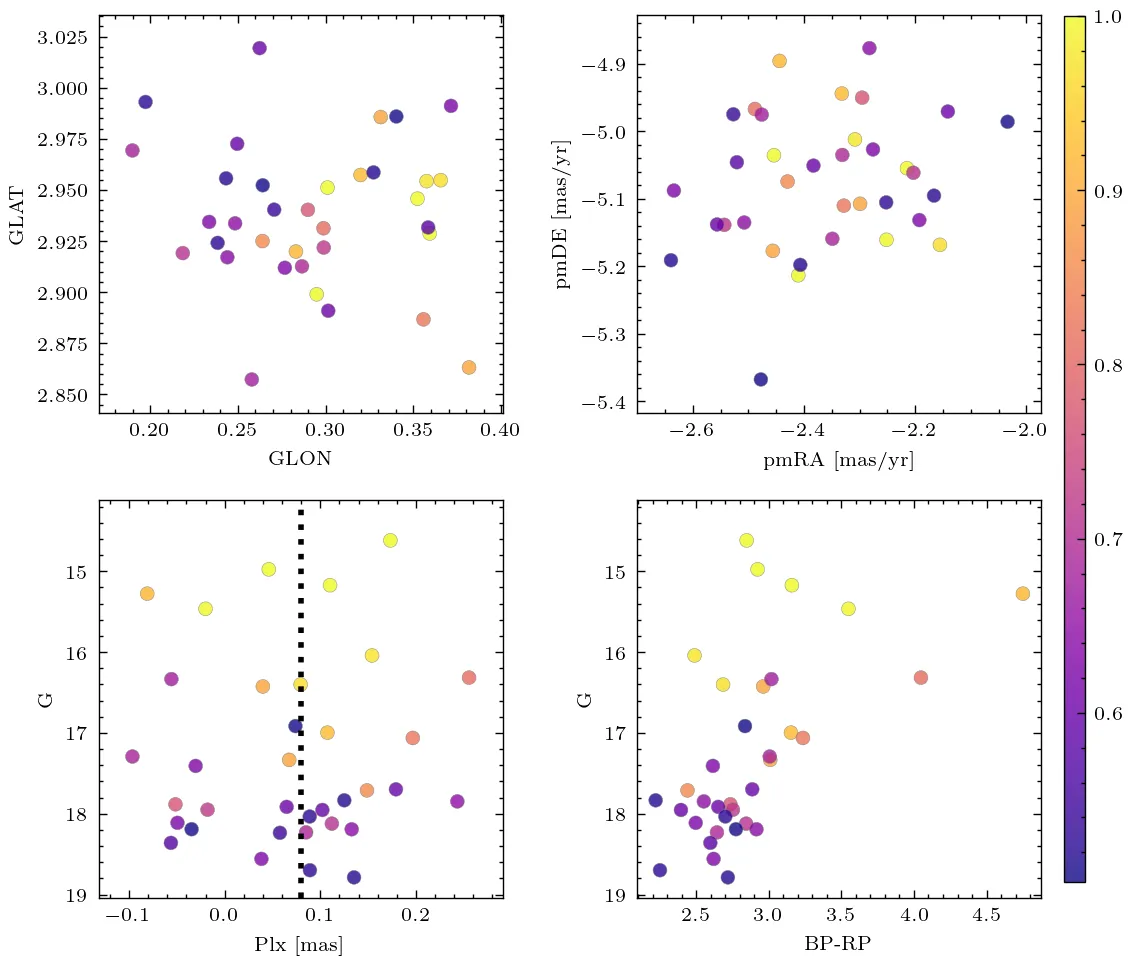 3.025
3.000
2.975
2.950
2.925
2.900
2.875
2.850
GLAT
0.20 0.25 0.30 0.35 0.40
GLON
−4.9
−5.0
−5.1
−5.2
−5.3
−5.4
pmDE [mas/yr]
−2.6 −2.4 −2.2 −2.0
pmRA [mas/yr]
1.0
0.9
0.8
0.7
0.6
15
16
17
18
19
G
−0.1 0.0 0.1 0.2
Plx [mas]
15
16
17
18
19
G
2.5 3.0 3.5 4.0 4.5
BP-RP